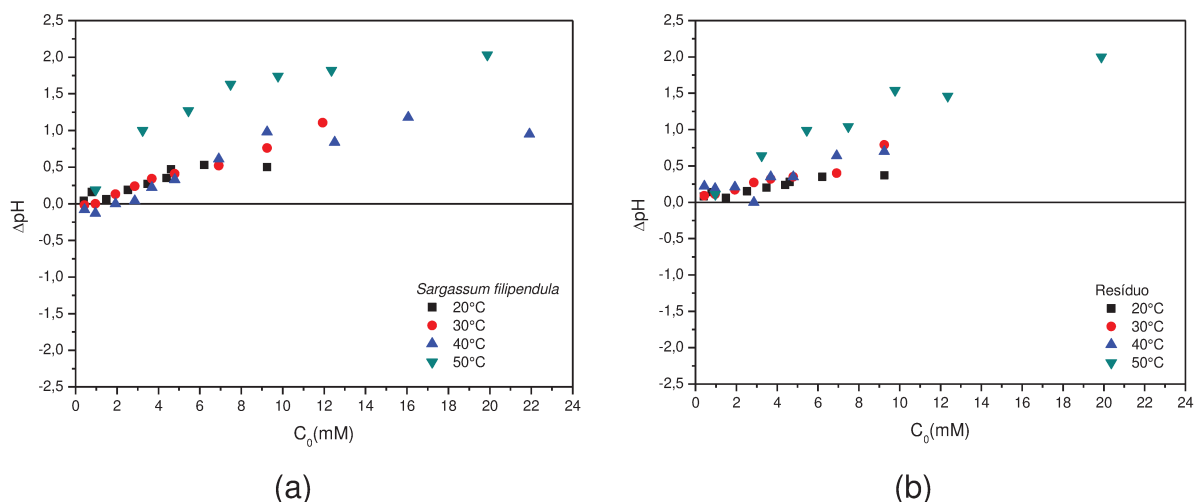 2,5
2,0
1,5
1,0
0,5
0,0
-0,5
-1,0
-1,5
-2,0
-2,5
ΔpH
Sargassum filipendula
20°C
30°C
40°C
50°C
0 2 4 6 8 10 12 14 16 18 20 22 24
C0(mM)
(a)
2,5
2,0
1,5
1,0
0,5
0,0
-0,5
-1,0
-1,5
-2,0
-2,5
ΔpH
Resíduo
20°C
30°C
40°C
50°C
0 2 4 6 8 10 12 14 16 18 20 22 24
C0(mM)
(b)